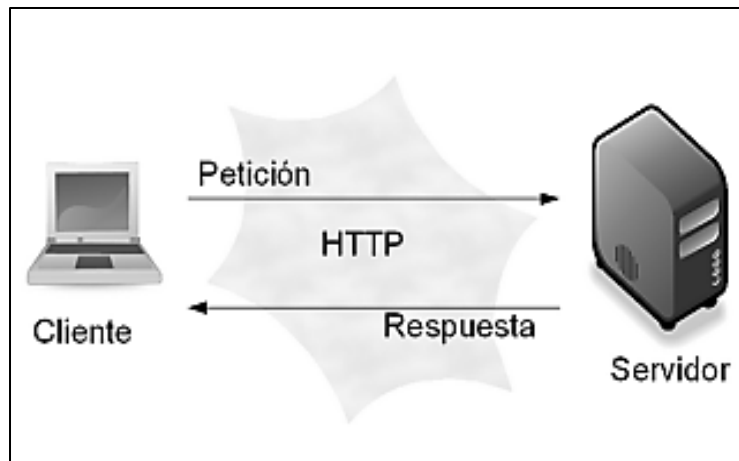 Petición
HTTP
Respuesta
Cliente
Servidor